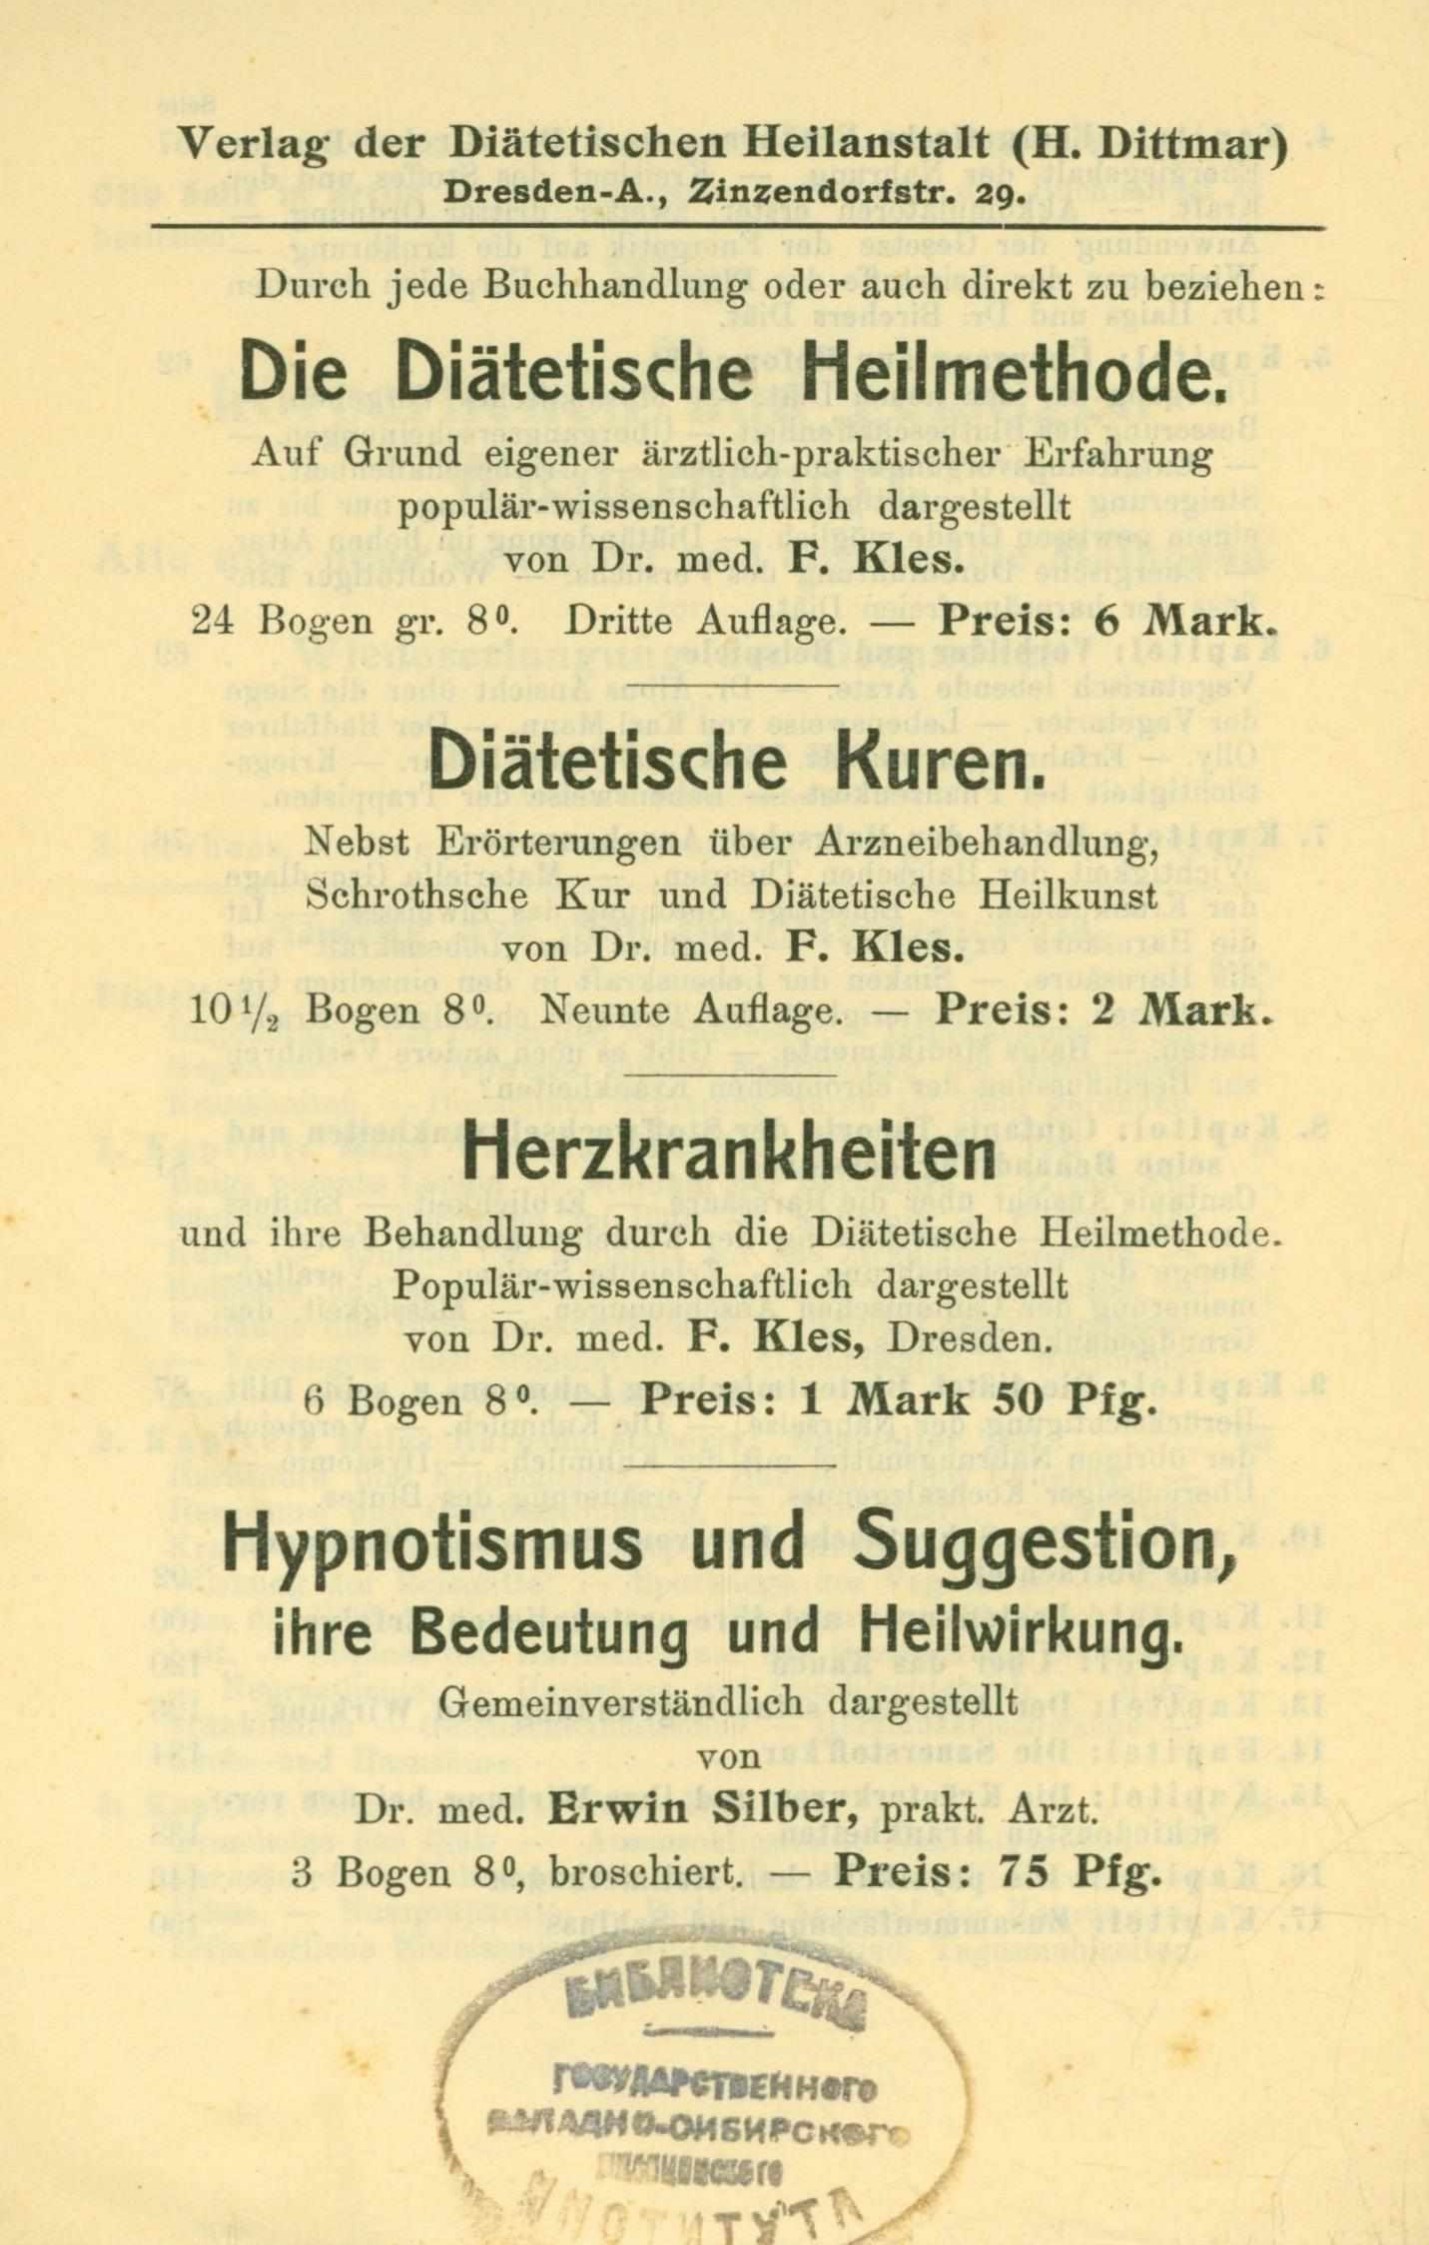 Verlag der Diätetischen Heilanstalt (H. Dittmar)
Dresden-A., Zinzendorfstr. 29.
Durch jede Buchhandlung oder auch direkt zu beziehen:
Die Diätetische Heilmethode.
Auf Grund eigener ärztlich-praktischer Erfahrung
populär-wissenschaftlich dargestellt
von Dr. med. F. Kles.
24 Bogen gr. 8⁰. Dritte Auflage. — Preis: 6 Mark.
Diätetische Kuren.
Nebst Erörterungen über Arzneibehandlung,
Schrothsche Kur und Diätetische Heilkunst
von Dr. med. F. Kles.
10 1/2 Bogen 8⁰. Neunte Auflage. — Preis: 2 Mark.
Herzkrankheiten
und ihre Behandlung durch die Diätetische Heilmethode.
Populär-wissenschaftlich dargestellt
von Dr. med. F. Kles, Dresden.
6 Bogen 8⁰. — Preis: 1 Mark 50 Pfg.
Hypnotismus und Suggestion,
ihre Bedeutung und Heilwirkung.
Gemeinverständlich dargestellt
von
Dr. med. Erwin Silber, prakt. Arzt.
3 Bogen 8⁰, broschiert. — Preis: 75 Pfg.
БИБЛИОТЕКА
ГОСУДАРСТВЕННОГО
ЗАПАДНО-СИБИРСКОГО